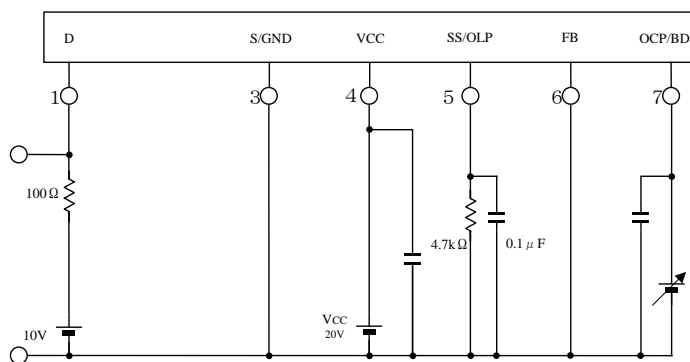 D S/GND VCC SS/OLP FB OCP/BD
1 3 4 5 6 7
100Ω
4.7kΩ 0.1μF
10V
VCC
20V